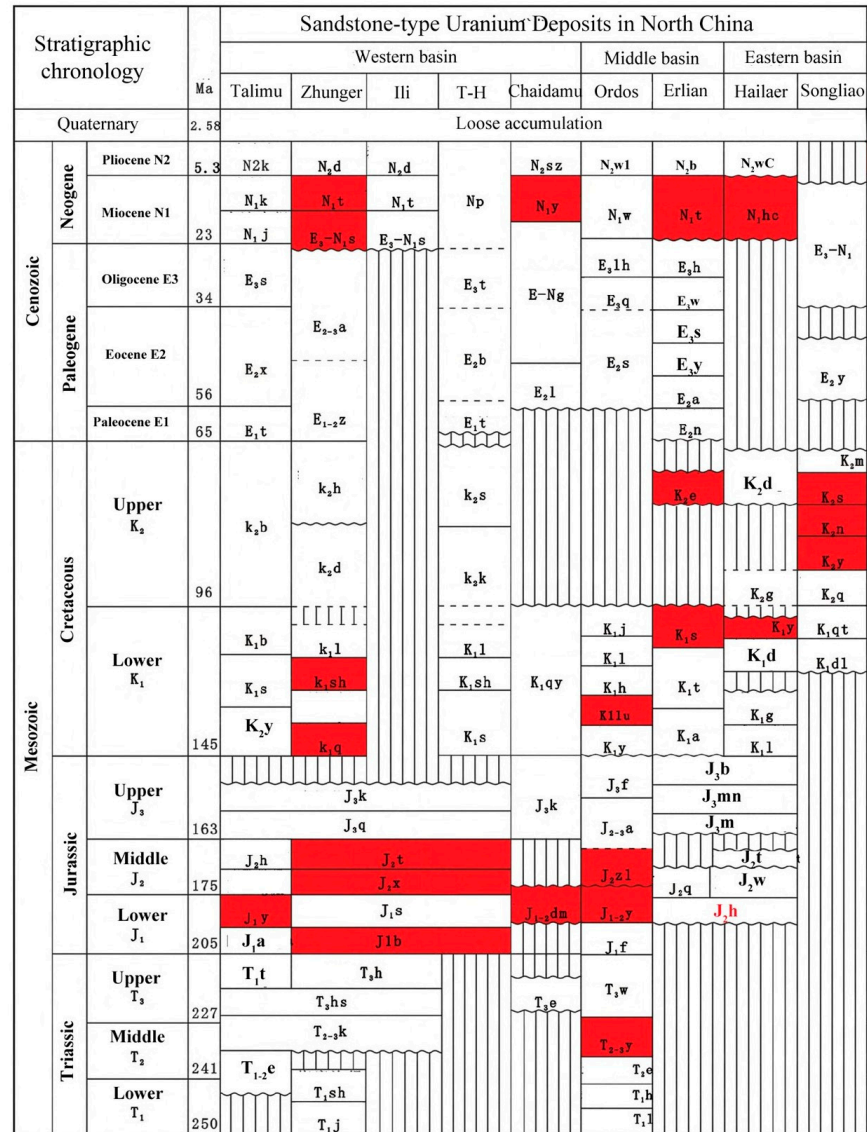 Sandstone-type Uranium Deposits in North China
Stratigraphic chronology
Ma
Western basin Middle basin Eastern basin
Talimu Zhunger Ili T-H Chaidamu Ordos Erlian Hailaer Songliao
Quaternary 2.58 Loose accumulation
Cenozoic
Neogene
Pliocene N2 5.3 N2k N₂d N₂d N₂sz N₂w1 N₂b N₂wC
Miocene N1 23
N₁k N₁t N₁t Np N₁y N₁w N₁t N₁hc
N₁j E₃-N₁s E₃-N₁s E₃-N₁
Paleogene
Oligocene E3 34
E₃s E₃t E-Ng E₃lh E₃h
E₃q E₃w
Eocene E2 56
E₂₋₃a E₃s
E₂x E₂b E₂s E₃y E₂y
E₂l E₂a
Paleocene E1 65
E₁t E₁₋₂z E₁t E₂n
Mesozoic
Cretaceous
Upper K₂ 96
K₂m
k₂b k₂h k₂s K₂e K₂d K₂s
K₂n
k₂d k₂k K₂y
K₂g K₂q
Lower K₁ 145
K₁b k₁l K₁l K₁qy K₁j K₁s K₁y K₁qt
K₁l K₁d K₁dl
K₁s k₁sh K₁sh K₁h K₁t
K₂y K1lu K₁g
k₁q K₁s K₁y K₁a K₁l
Jurassic
Upper J₃ 163
J₃k J₃k J₃f J₃b
J₃mn
J₃q J₂₋₃a J₃m
Middle J₂ 175
J₂h J₂t J₂zl J₂t t
J₂x J₂q J₂w
Lower J₁ 205
J₁y J₁s J₁₋₂dm J₁₋₂y J₂h
J₁a J1b J₁f
Triassic
Upper T₃ 227
T₁t T₃h T₃w
T₃hs T₃e
Middle T₂ 241
T₂₋₃k T₂₋₃y
T₁₋₂e T₂e
Lower T₁ 250
T₁sh T₁h
T₁j T₁l